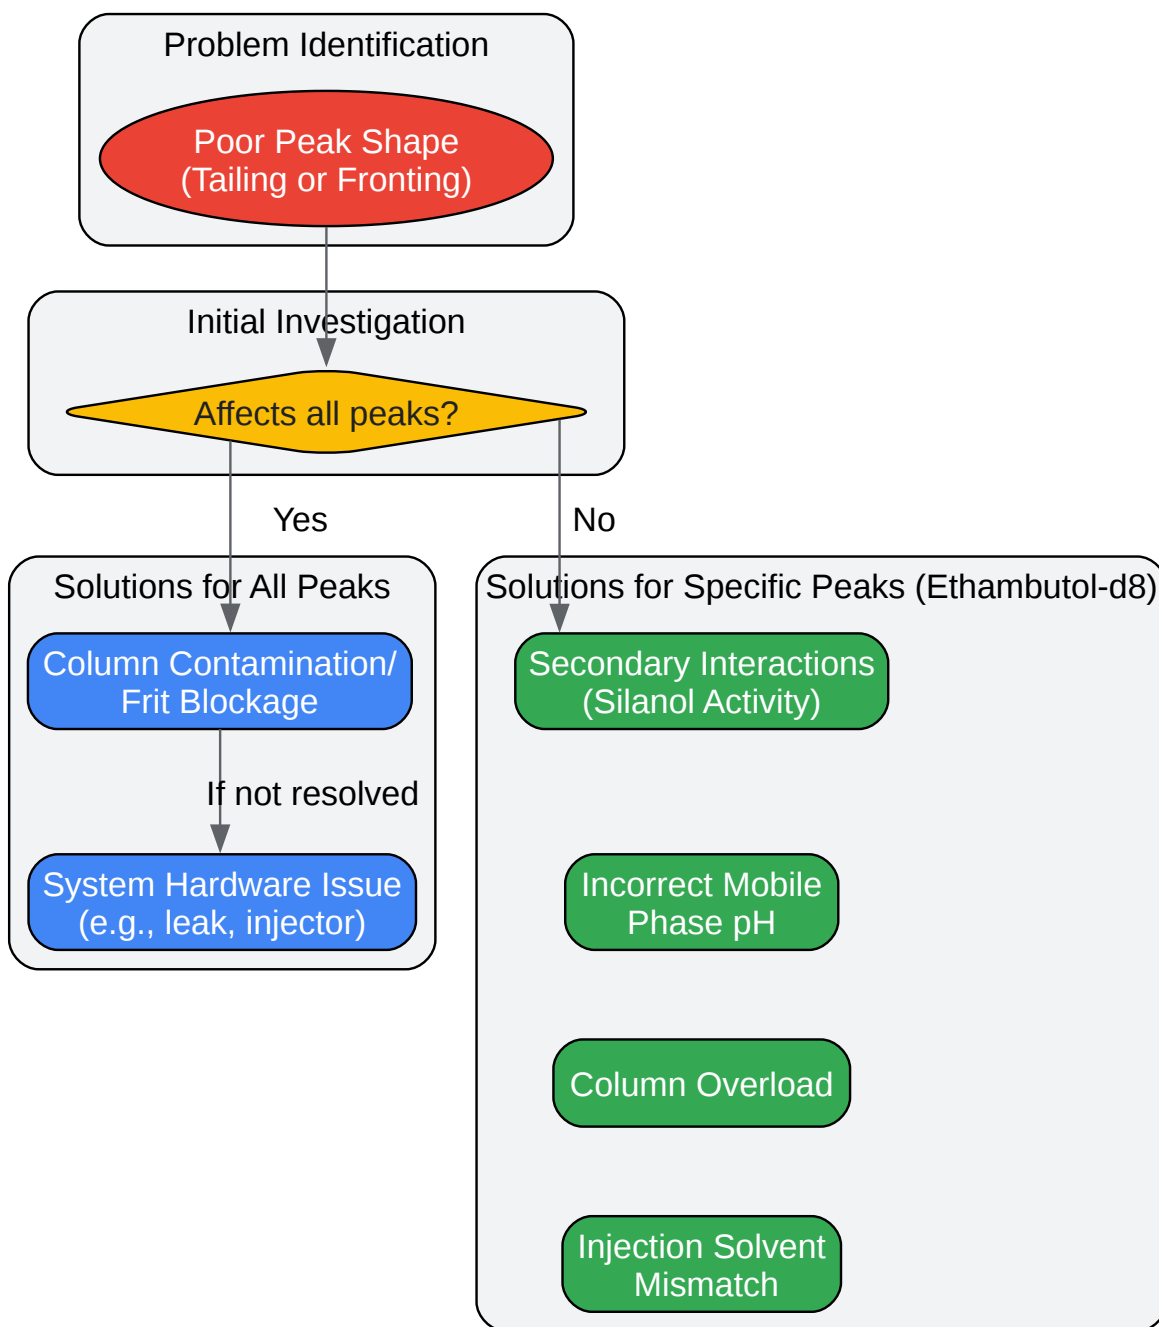 Problem Identification
Poor Peak Shape
(Tailing or Fronting)
Initial Investigation
Affects all peaks?
Yes
No
Solutions for All Peaks
Column Contamination/
Frit Blockage
If not resolved
System Hardware Issue
(e.g., leak, injector)
Solutions for Specific Peaks (Ethambutol-d8)
Secondary Interactions
(Silanol Activity)
Incorrect Mobile
Phase pH
Column Overload
Injection Solvent
Mismatch